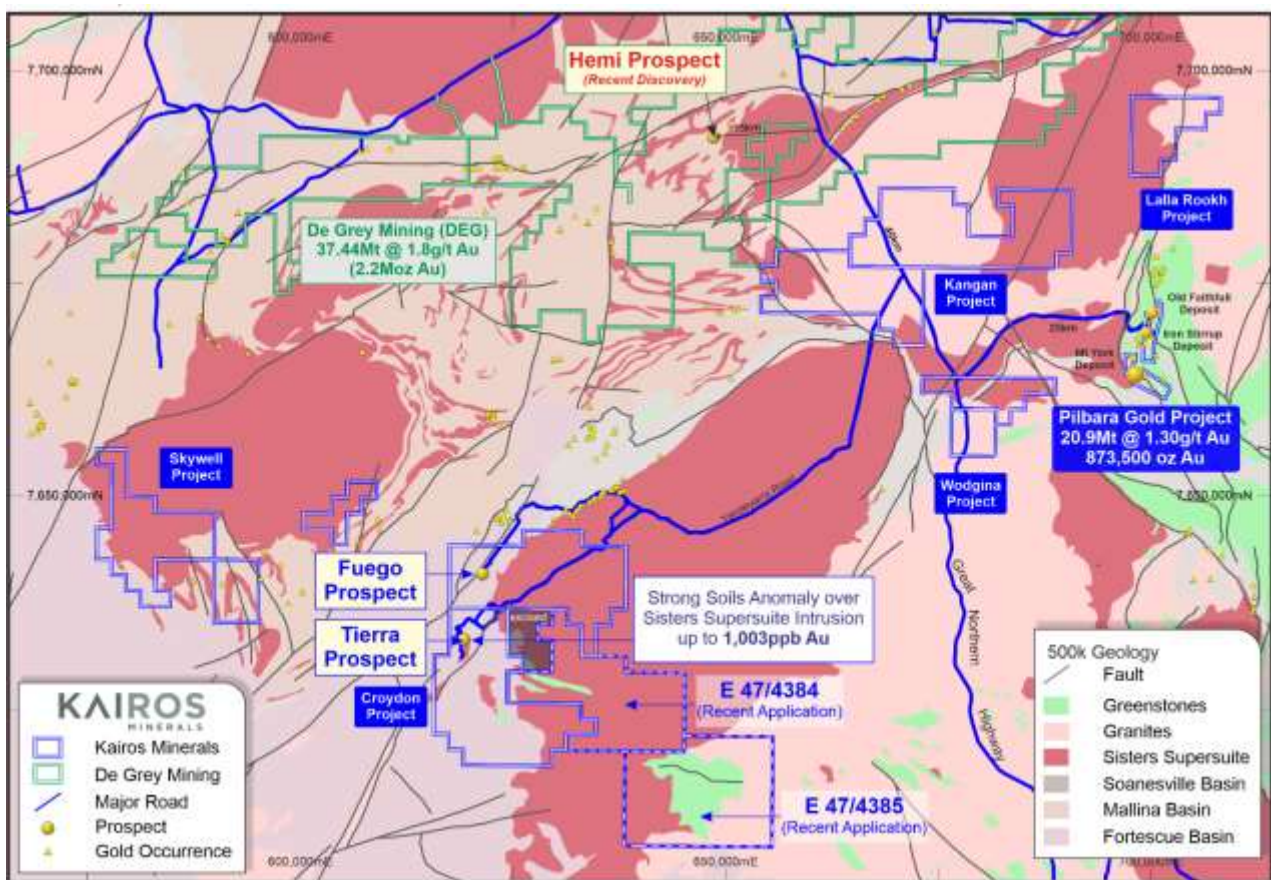 600,000mE
650,000mE
700,000mE
7,700,000mN
7,700,000mN
Hemi Prospect
(Recent Discovery)
De Grey Mining (DEG)
37.44Mt @ 1.8g/t Au
(2.2Moz Au)
40km
Lalla Rookh
Project
Kangan
Project
Old Faithfull
Deposit
Iron Stirrup
Deposit
Mt York
Deposit
25km
Pilbara Gold Project
20.9Mt @ 1.30g/t Au
873,500 oz Au
Skywell
Project
7,650,000mN
7,650,000mN
Wodgina
Project
Fuego
Prospect
Tierra
Prospect
Croydon
Project
Strong Soils Anomaly over
Sisters Supersuite Intrusion
up to 1,003ppb Au
Great Northern Highway
E 47/4384
(Recent Application)
E 47/4385
(Recent Application)
KAIROS
MINERALS
Kairos Minerals
De Grey Mining
Major Road
Prospect
Gold Occurrence
500k Geology
Fault
Greenstones
Granites
Sisters Supersuite
Soanesville Basin
Mallina Basin
Fortescue Basin
600,000mE
650,000mE
700,000mE